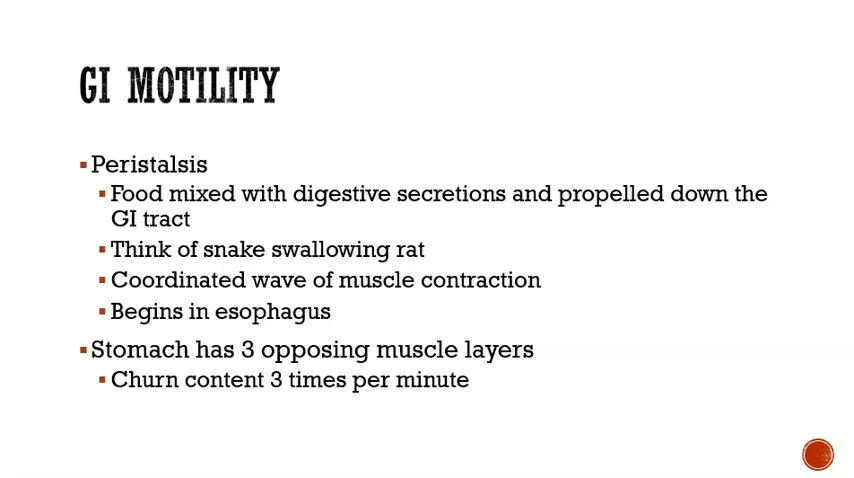 GI MOTILITY
▪ Peristalsis
▪ Food mixed with digestive secretions and propelled down the
GI tract
▪ Think of snake swallowing rat
▪ Coordinated wave of muscle contraction
▪ Begins in esophagus
▪ Stomach has 3 opposing muscle layers
▪ Churn content 3 times per minute